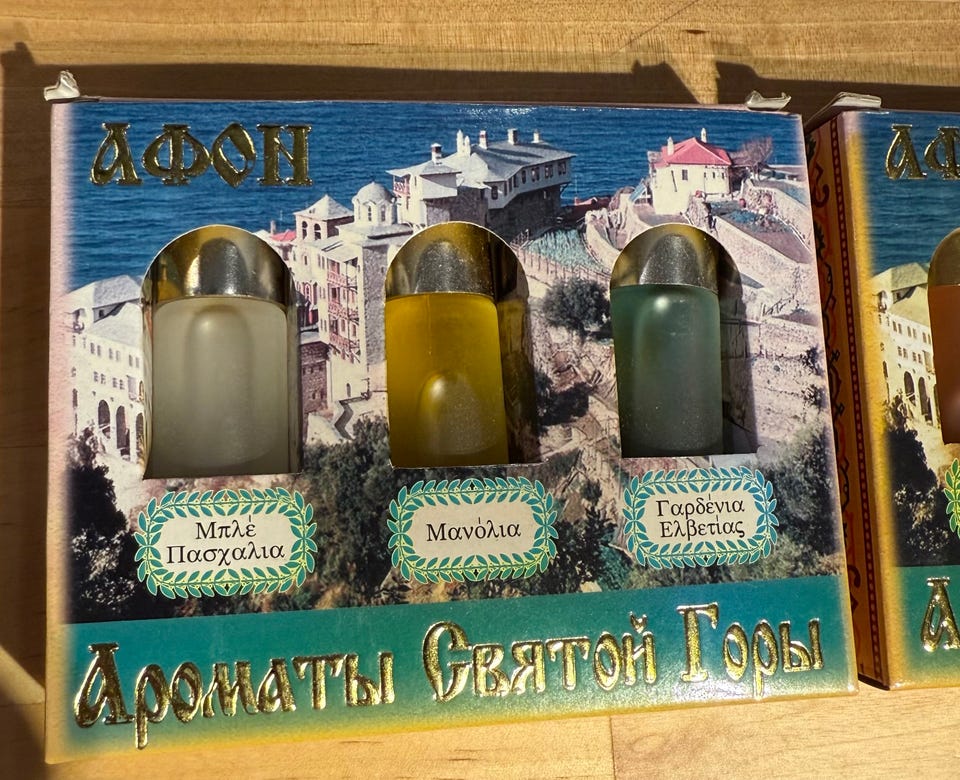 АФОН
Μπλέ
Πασχαλια
Μανόλια
Γαρδένια
Ελβετίας
Ароматы Святой Горы